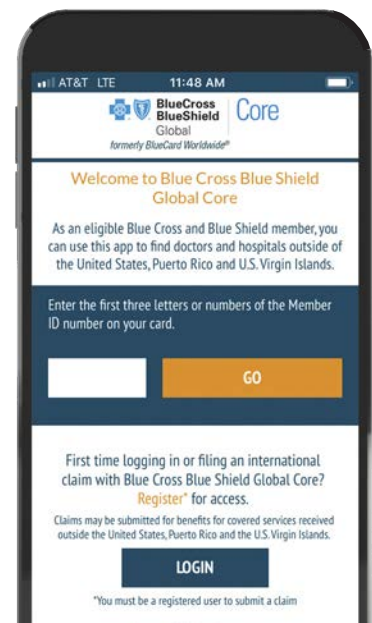 AT&T LTE 11:48 AM
BlueCross
BlueShield
Global
Core
formerly BlueCard Worldwide®
Welcome to Blue Cross Blue Shield
Global Core
As an eligible Blue Cross and Blue Shield member, you
can use this app to find doctors and hospitals outside of
the United States, Puerto Rico and U.S. Virgin Islands.
Enter the first three letters or numbers of the Member
ID number on your card.
GO
First time logging in or filing an international
claim with Blue Cross Blue Shield Global Core?
Register* for access.
Claims may be submitted for benefits for covered services received
outside the United States, Puerto Rico and the U.S. Virgin Islands.
LOGIN
*You must be a registered user to submit a claim